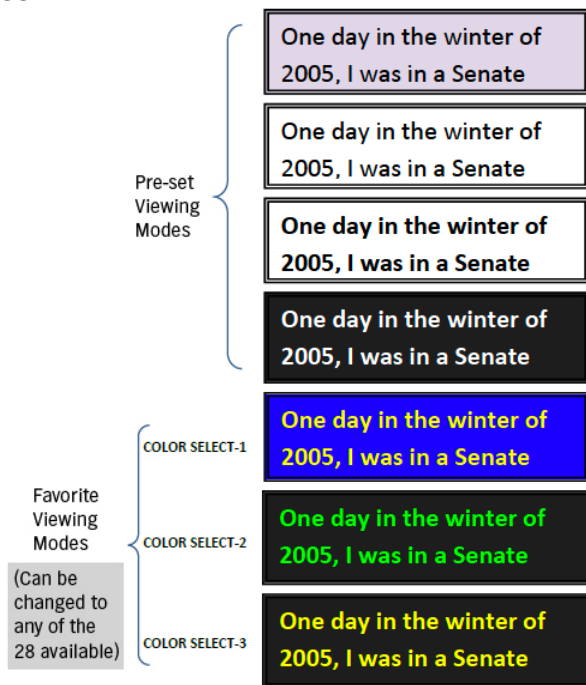 One day in the winter of
2005, I was in a Senate
One day in the winter of
2005, I was in a Senate
Pre-set
Viewing
Modes
One day in the winter of
2005, I was in a Senate
One day in the winter of
2005, I was in a Senate
COLOR SELECT-1
One day in the winter of
2005, I was in a Senate
Favorite
Viewing
Modes
(Can be
changed to
any of the
28 available)
COLOR SELECT-2
One day in the winter of
2005, I was in a Senate
COLOR SELECT-3
One day in the winter of
2005, I was in a Senate